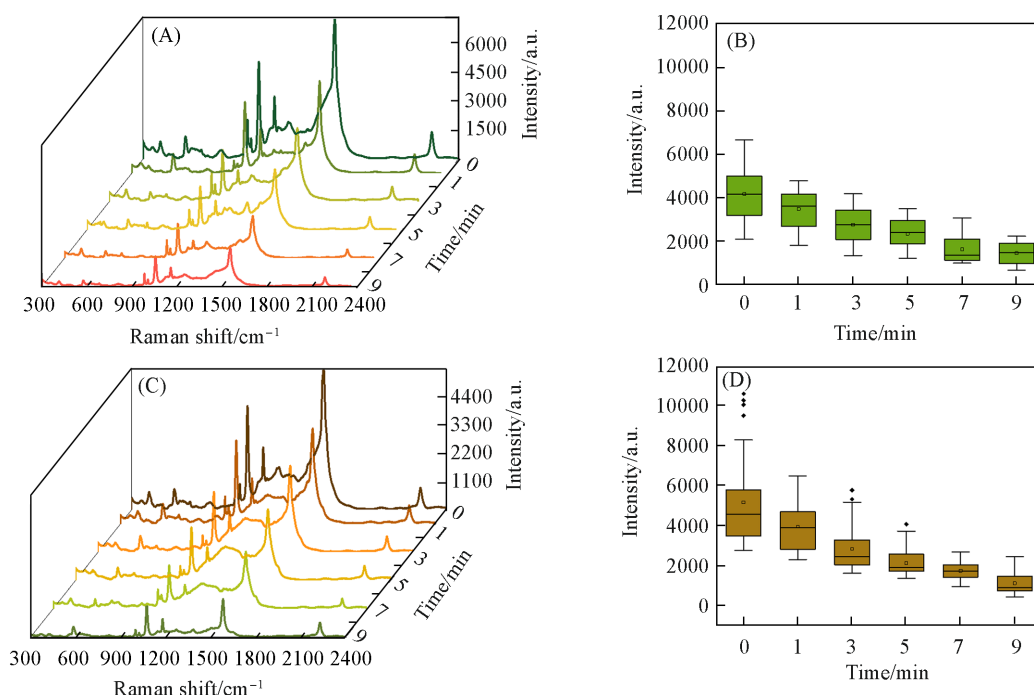 (A)
6000
4500
3000
1500
0
Intensity/a.u.
1
3
5
7
9
Time/min
300 600 900 1200 1500 1800 2100 2400
Raman shift/cm⁻¹
(B)
12000
10000
8000
6000
4000
2000
0
Intensity/a.u.
0 1 3 5 7 9
Time/min
(C)
4400
3300
2200
1100
0
Intensity/a.u.
1
3
5
7
9
Time/min
300 600 900 1200 1500 1800 2100 2400
Raman shift/cm⁻¹
(D)
12000
10000
8000
6000
4000
2000
0
Intensity/a.u.
0 1 3 5 7 9
Time/min